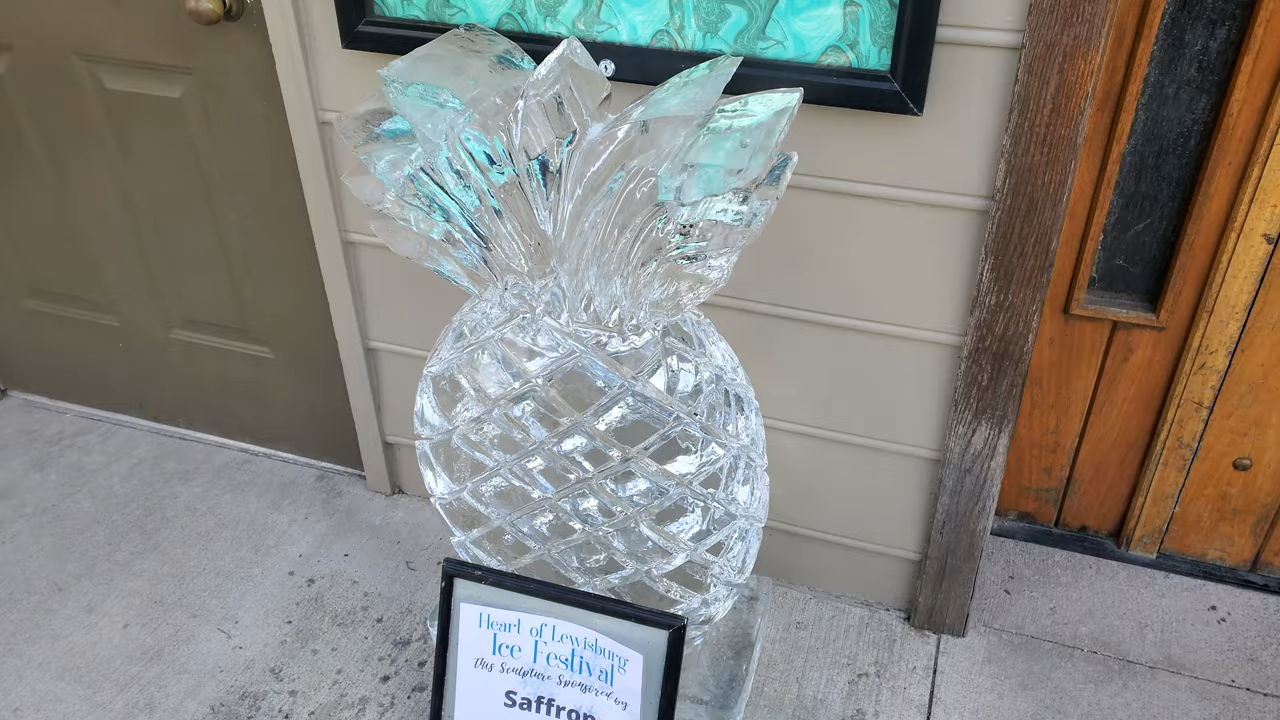 Heart of Lewisburg
Ice Festival
This Sculpture Sponsored by
Saffron